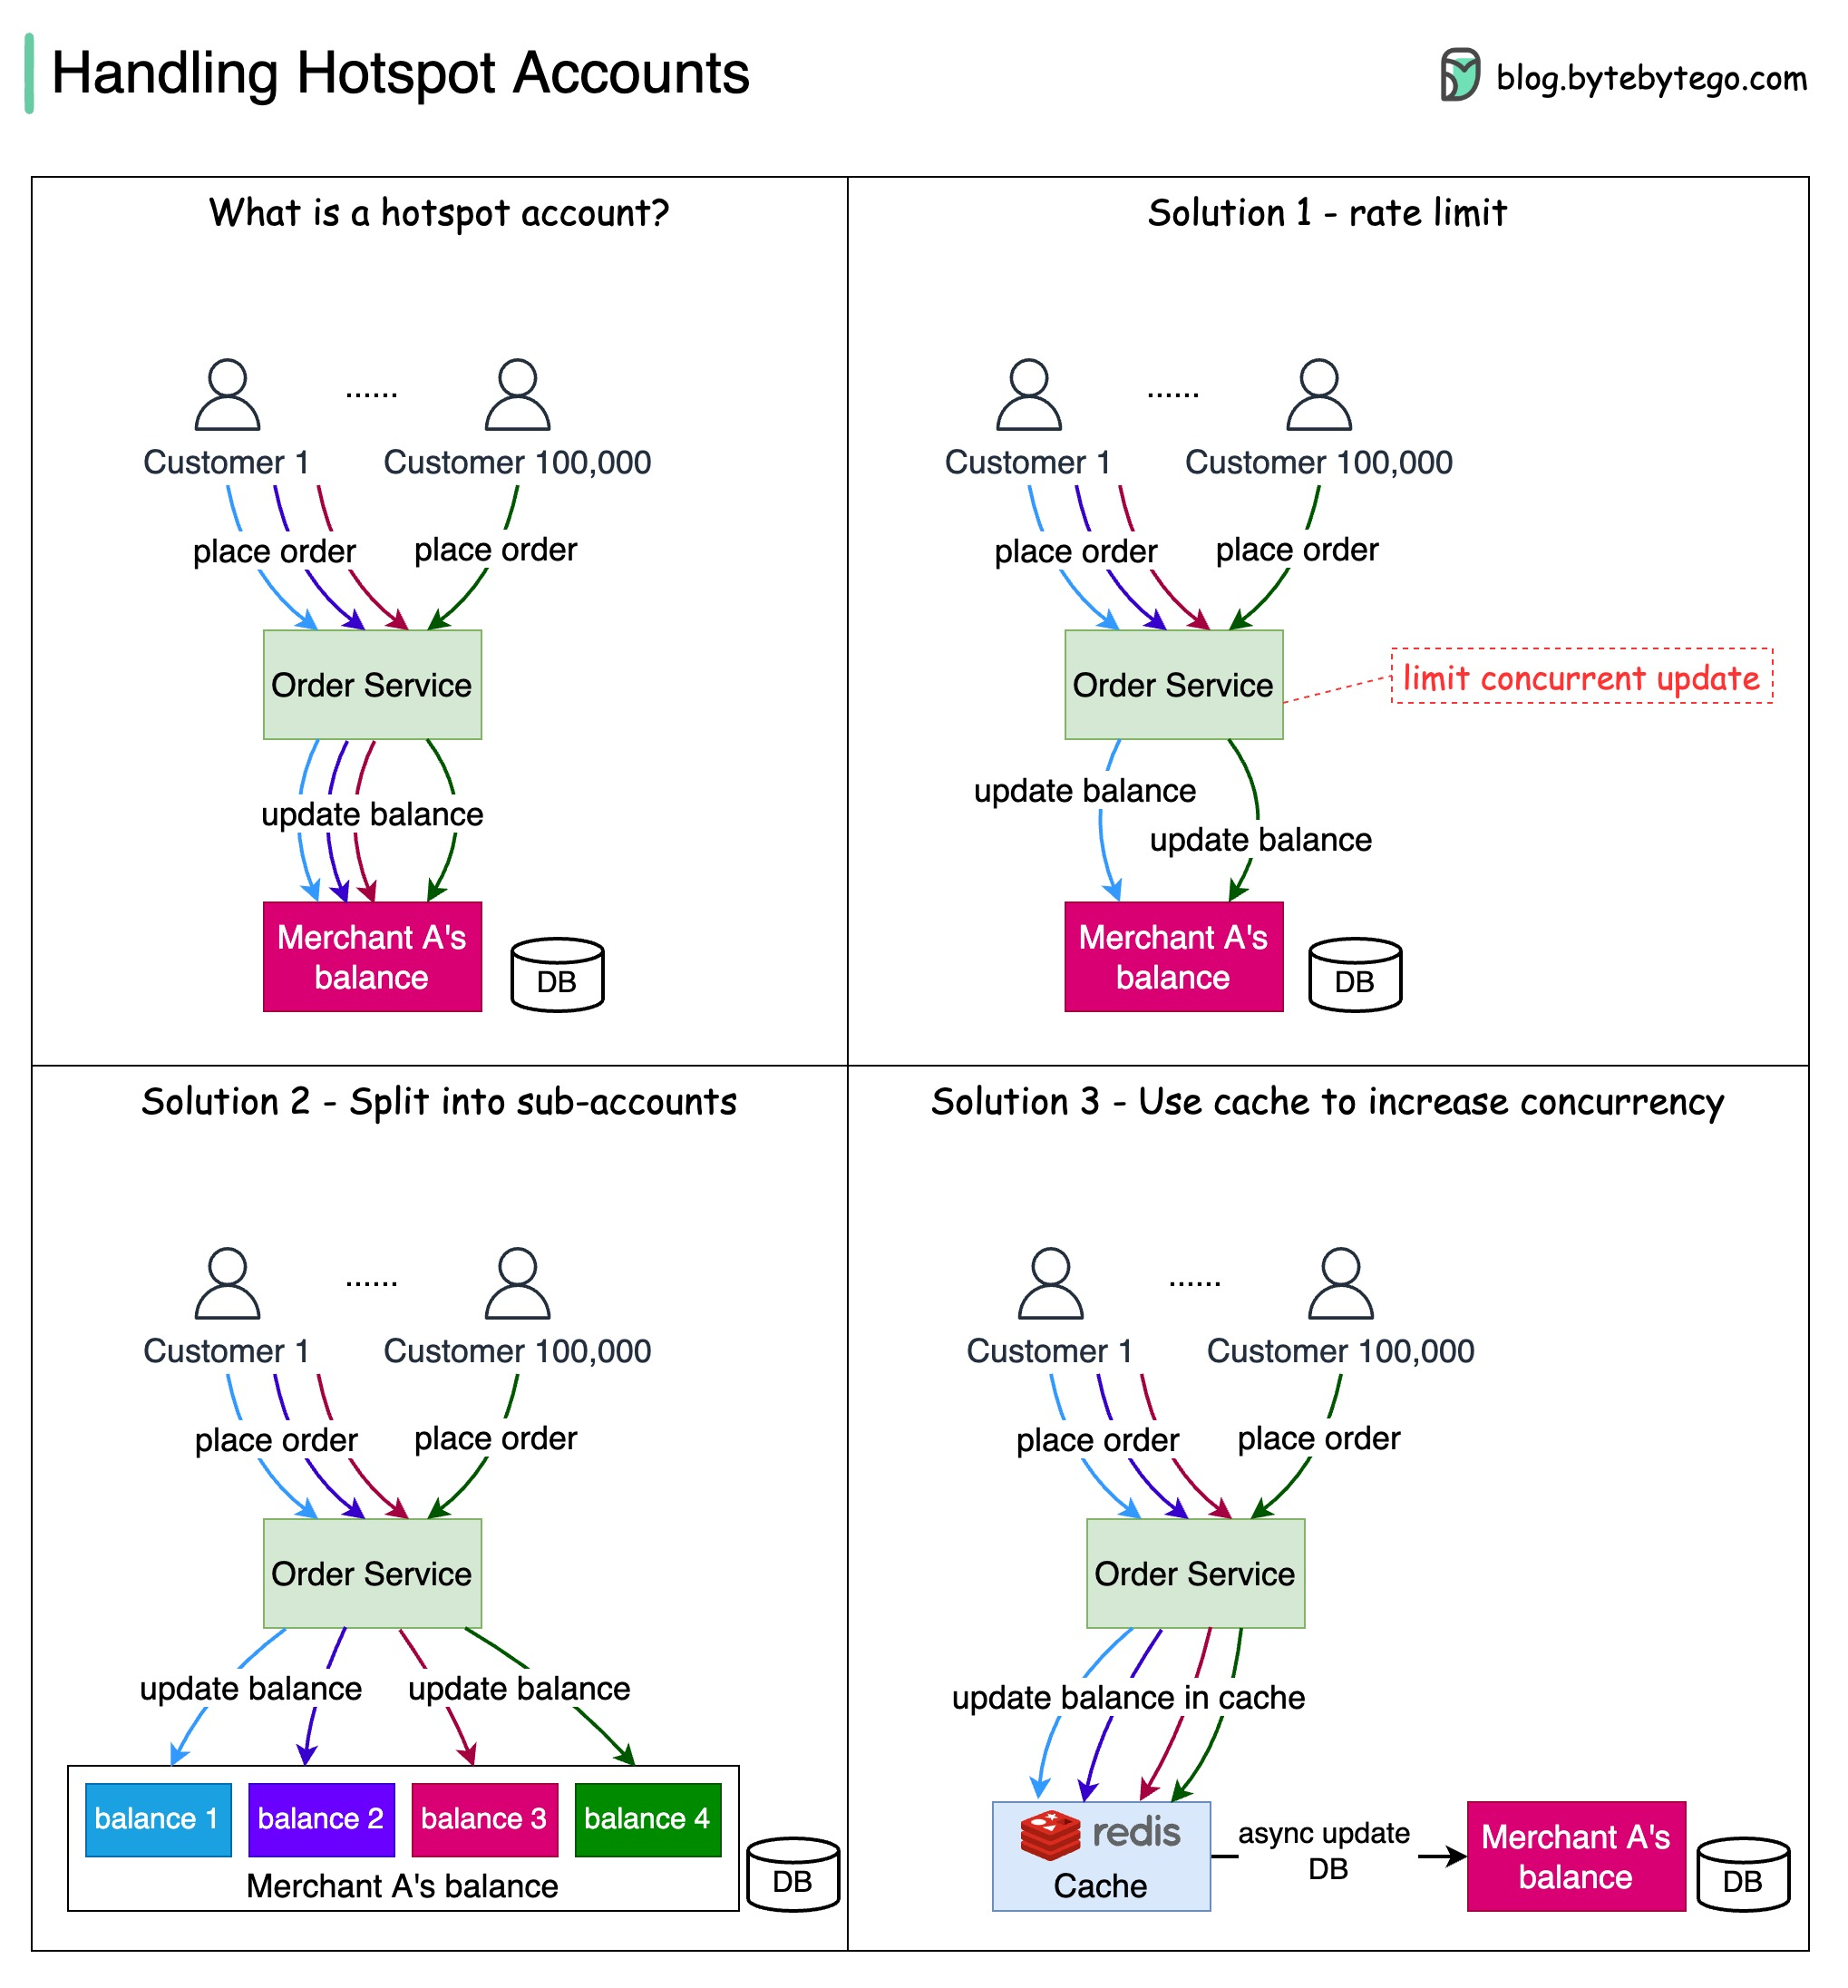 Handling Hotspot Accounts
blog.bytebytego.com
What is a hotspot account?
......
Customer 1
Customer 100,000
place order
place order
Order Service
update balance
Merchant A's
balance
DB
Solution 1 - rate limit
......
Customer 1
Customer 100,000
place order
place order
Order Service
limit concurrent update
update balance
update balance
Merchant A's
balance
DB
Solution 2 - Split into sub-accounts
......
Customer 1
Customer 100,000
place order
place order
Order Service
update balance
update balance
balance 1
balance 2
balance 3
balance 4
Merchant A's balance
DB
Solution 3 - Use cache to increase concurrency
......
Customer 1
Customer 100,000
place order
place order
Order Service
update balance in cache
redis
Cache
async update
DB
Merchant A's
balance
DB